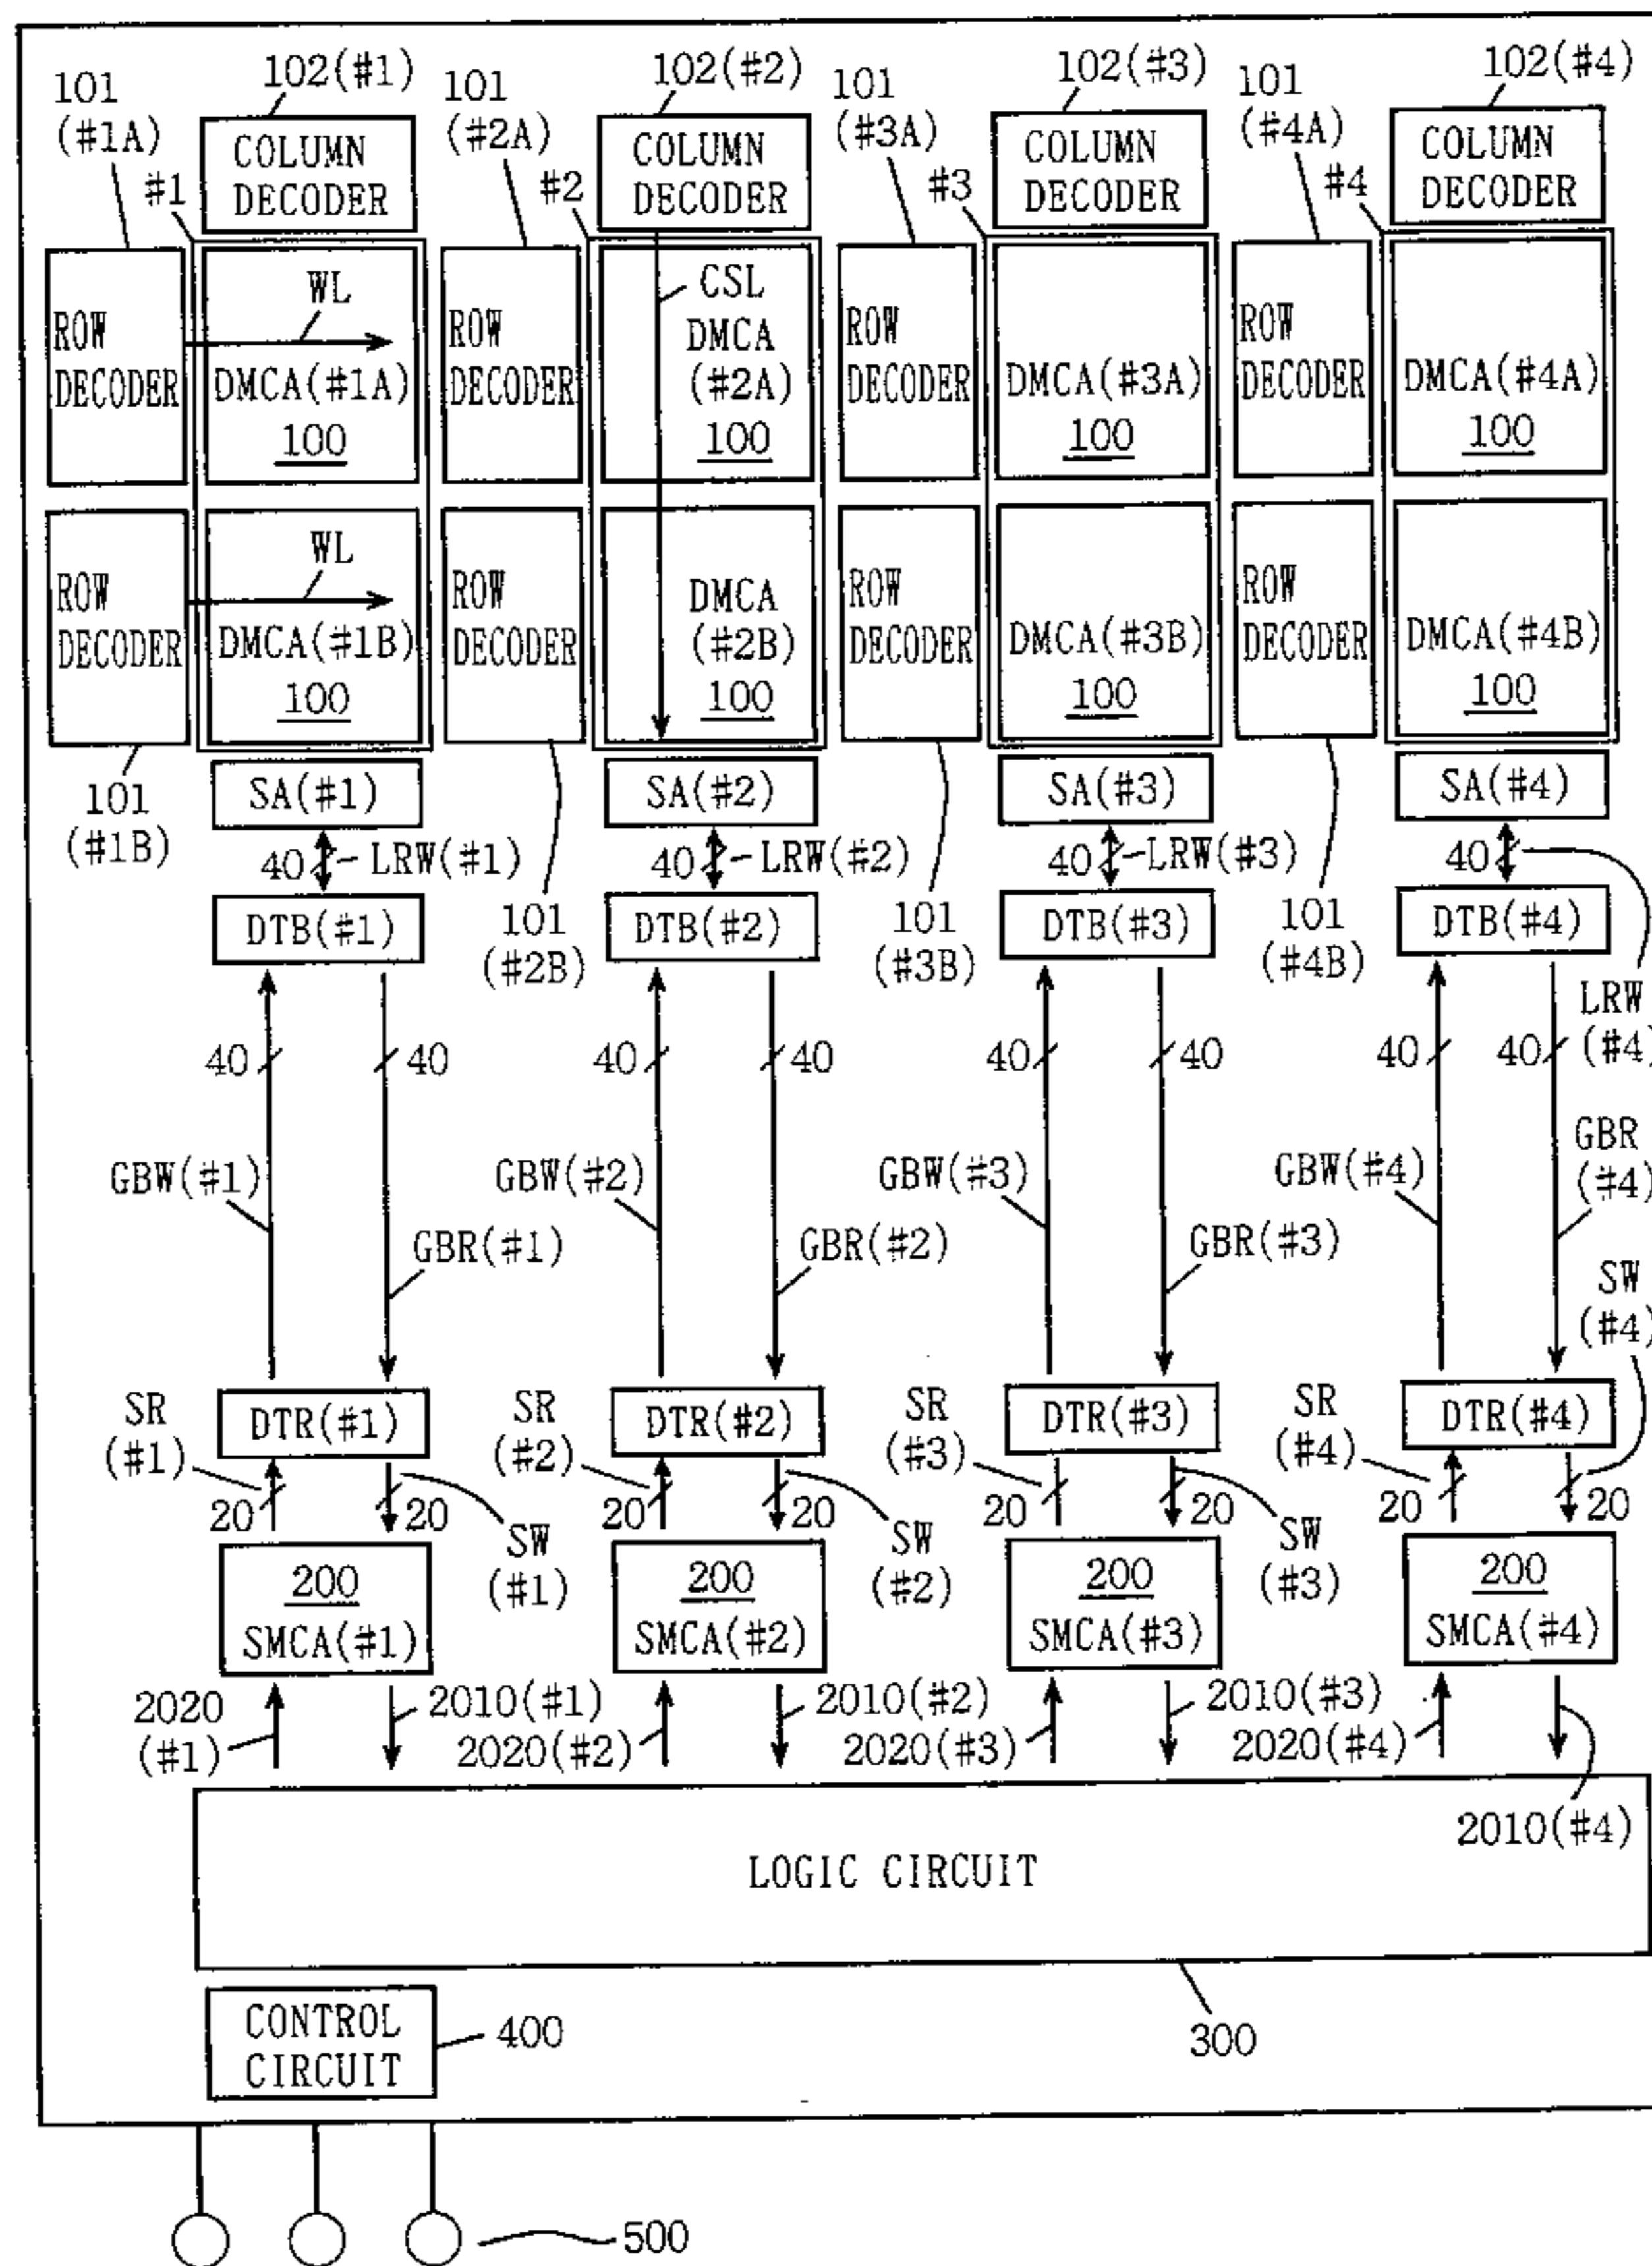 102(#1)
102(#2)
102(#3)
102(#4)
101
(#1A)
101
(#2A)
101
(#3A)
101
(#4A)
COLUMN
DECODER
COLUMN
DECODER
COLUMN
DECODER
COLUMN
DECODER
#1
#2
#3
#4
ROW
DECODER
WL
DMCA(#1A)
100
ROW
DECODER
CSL
DMCA
(#2A)
100
ROW
DECODER
DMCA(#3A)
100
ROW
DECODER
DMCA(#4A)
100
ROW
DECODER
WL
DMCA(#1B)
100
ROW
DECODER
DMCA
(#2B)
100
ROW
DECODER
DMCA(#3B)
100
ROW
DECODER
DMCA(#4B)
100
101
(#1B)
SA(#1)
SA(#2)
SA(#3)
SA(#4)
40
LRW(#1)
40
LRW(#2)
40
LRW(#3)
40
101
(#2B)
101
(#3B)
101
(#4B)
DTB(#1)
DTB(#2)
DTB(#3)
DTB(#4)
LRW
(#4)
40
40
40
40
40
40
40
40
GBW(#1)
GBR(#1)
GBW(#2)
GBR(#2)
GBW(#3)
GBR(#3)
GBW(#4)
GBR
(#4)
SW
(#4)
SR
(#1)
DTR(#1)
SR
(#2)
DTR(#2)
SR
(#3)
DTR(#3)
SR
(#4)
DTR(#4)
20
20
20
20
20
20
20
20
SW
(#1)
SW
(#2)
SW
(#3)
200
SMCA(#1)
200
SMCA(#2)
200
SMCA(#3)
200
SMCA(#4)
2020
(#1)
2010(#1)
2020(#2)
2010(#2)
2020(#3)
2010(#3)
2020(#4)
2010(#4)
LOGIC CIRCUIT
300
CONTROL
CIRCUIT
400
500